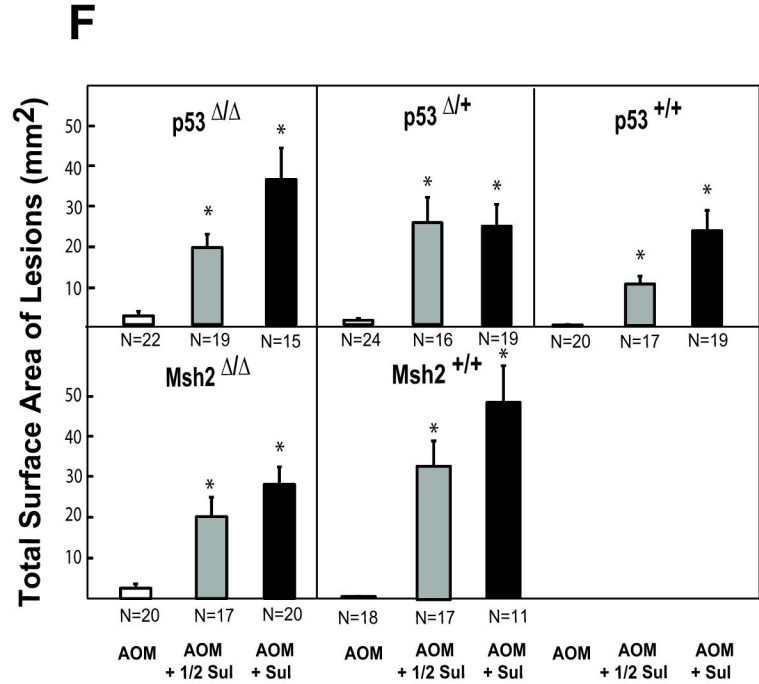 F
Total Surface Area of Lesions (mm2)
p53 Δ/Δ
p53 Δ/+
p53 +/+
50
40
30
20
10
* *
* *
* *
N=22 N=19 N=15 N=24 N=16 N=19 N=20 N=17 N=19
Msh2 Δ/Δ
Msh2 +/+
50
40
30
20
10
* *
* *
N=20 N=17 N=20 N=18 N=17 N=11
AOM AOM + 1/2 Sul AOM + Sul AOM AOM + 1/2 Sul AOM + Sul AOM AOM + 1/2 Sul AOM + Sul